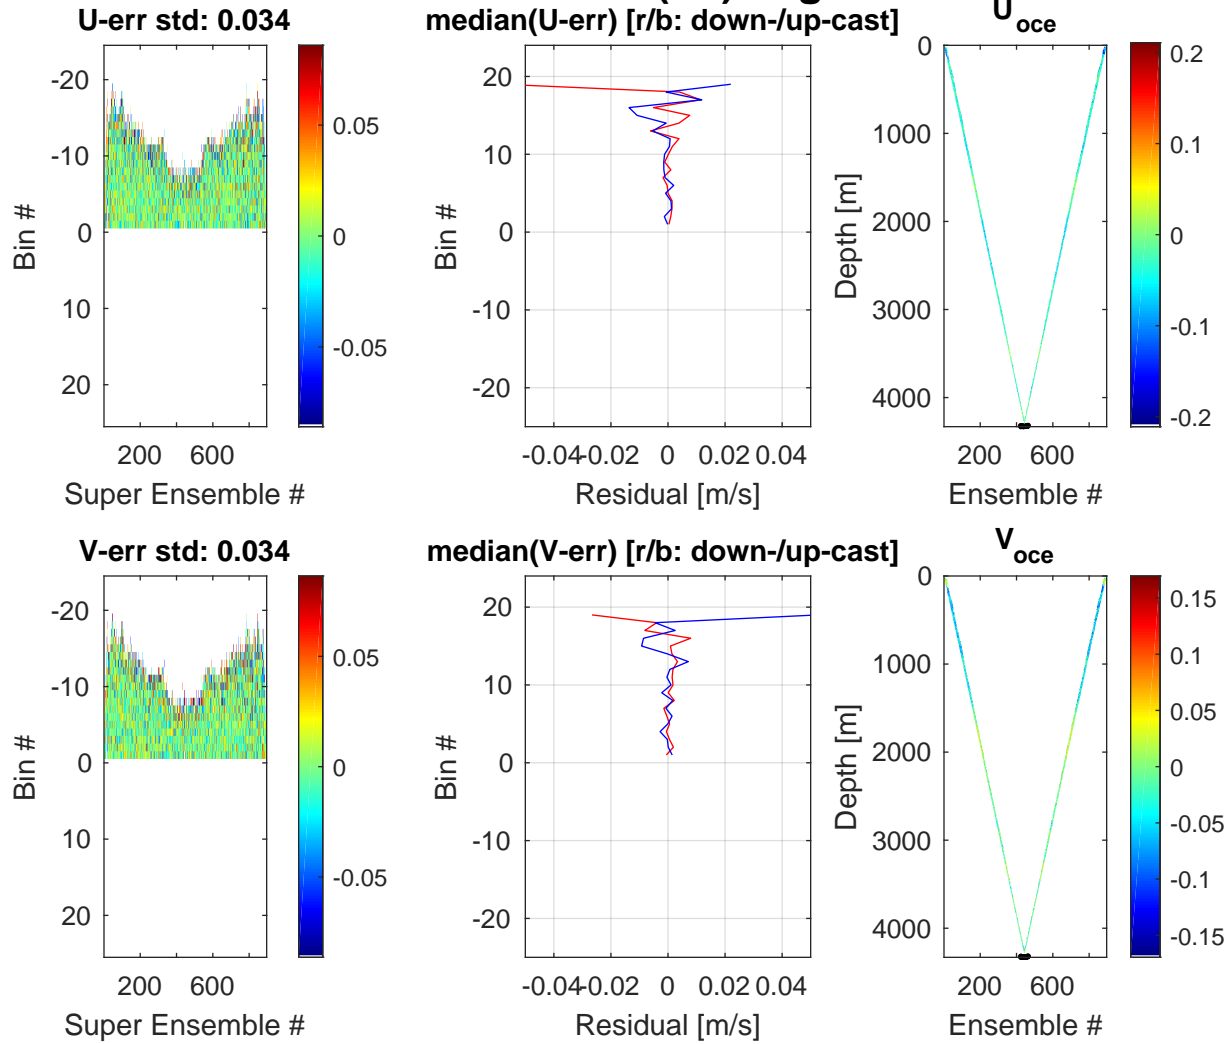 U-err std: 0.034
-20
-10
0
10
20
200 600
Bin #
Super Ensemble #
0.05
0
-0.05
median(U-err) [r/b: down-/up-cast]
20
10
0
-10
-20
-0.04 -0.02 0 0.02 0.04
Bin #
Residual [m/s]
U oce
0
1000
2000
3000
4000
200 600
Depth [m]
Ensemble #
0.2
0.1
0
-0.1
-0.2
V-err std: 0.034
-20
-10
0
10
20
200 600
Bin #
Super Ensemble #
0.05
0
-0.05
median(V-err) [r/b: down-/up-cast]
20
10
0
-10
-20
-0.04 -0.02 0 0.02 0.04
Bin #
Residual [m/s]
V oce
0
1000
2000
3000
4000
200 600
Depth [m]
Ensemble #
0.15
0.1
0.05
0
-0.05
-0.1
-0.15